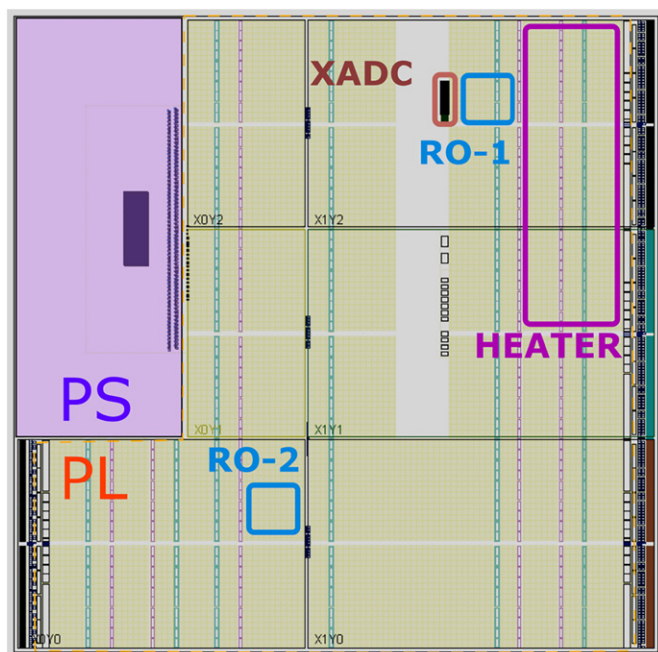 XADC
RO-1
X0Y2
X1Y2
HEATER
PS
X0Y1
X1Y1
RO-2
PL
X0Y0
X1Y0